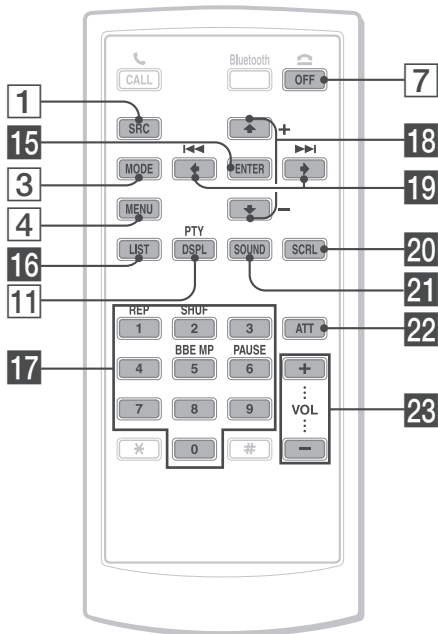 Bluetooth
CALL
OFF
7
1
SRC
+
18
15
MODE
ENTER
19
3
MENU
−
4
PTY
LIST
DSPL
SOUND
SCRL
20
16
11
21
REP
SHUF
1
2
3
ATT
22
BBE MP
PAUSE
17
4
5
6
+
7
8
9
VOL
23
*
0
#
−